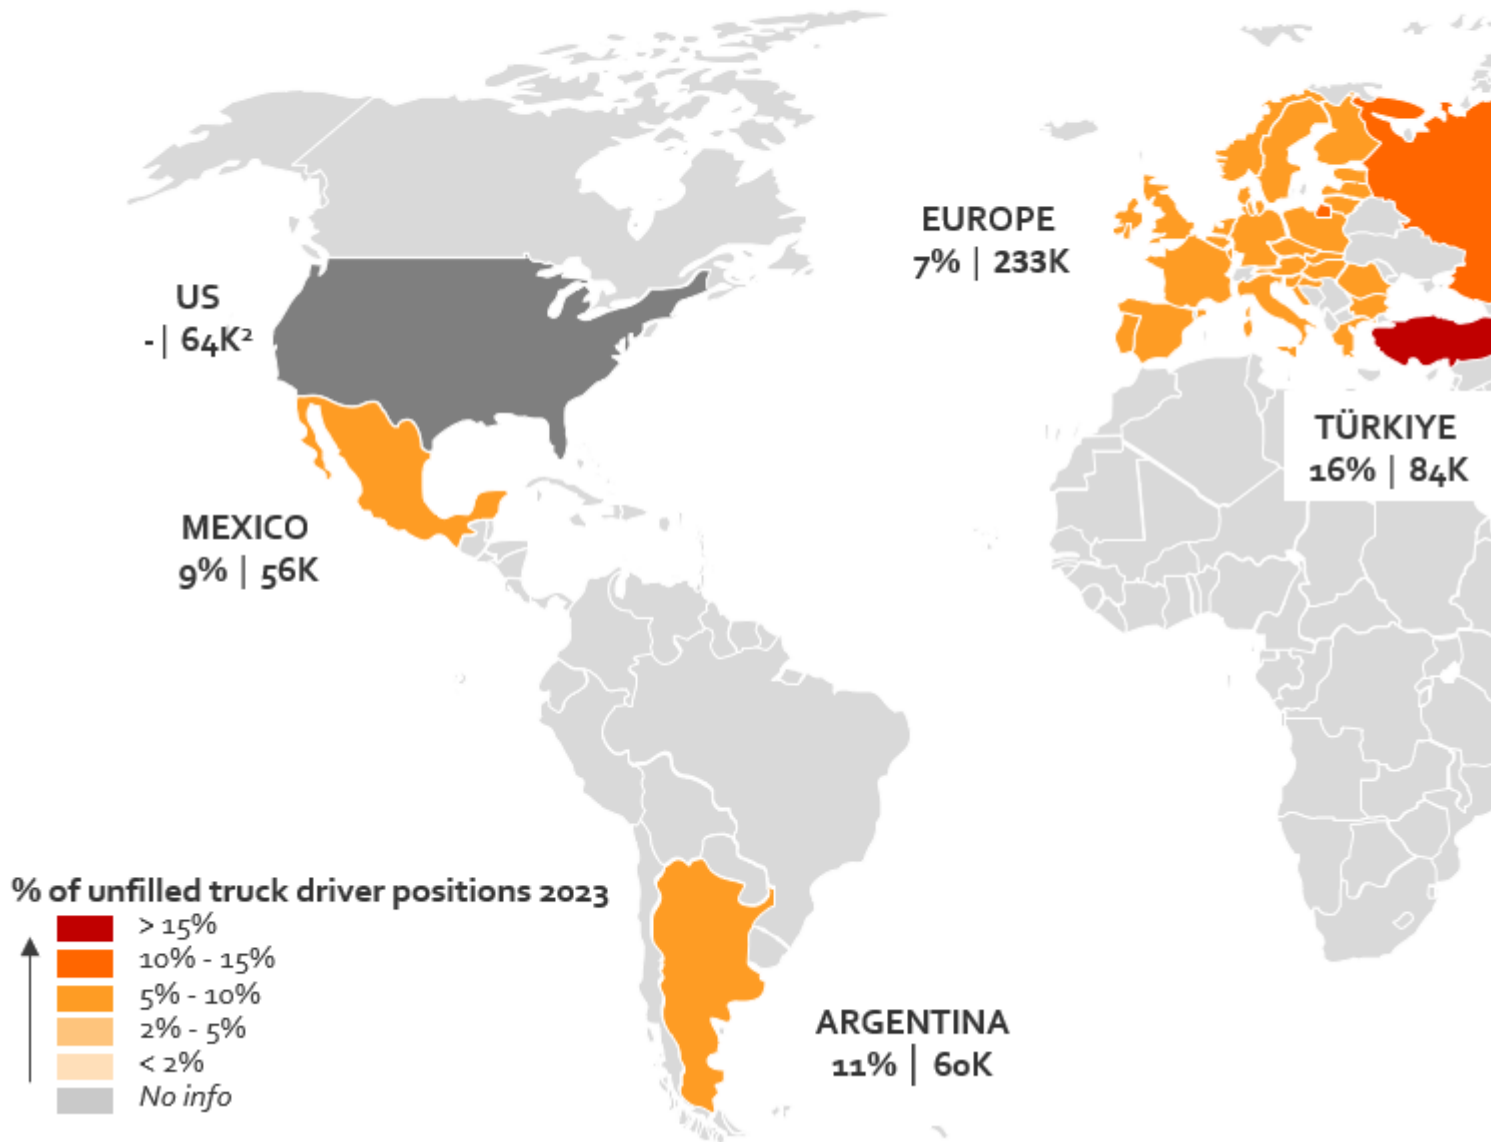 EUROPE
7% | 233K
US
-| 64K²
TÜRKIYE
16% | 84K
MEXICO
9% | 56K
% of unfilled truck driver positions 2023
> 15%
10% - 15%
5% - 10%
2% - 5%
< 2%
No info
ARGENTINA
11% | 60K